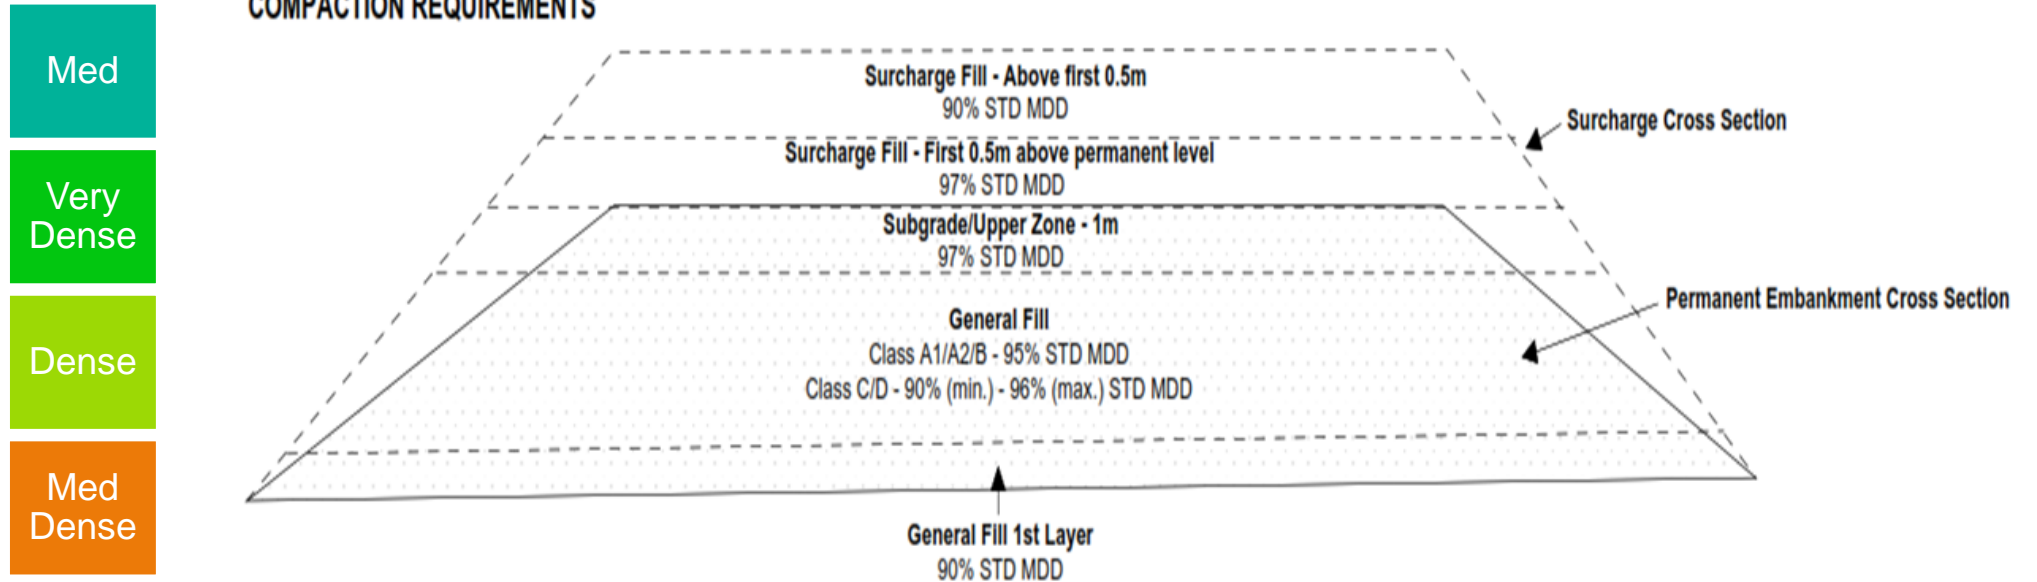 COMPACTION REQUIREMENTS
Med
Surcharge Fill - Above first 0.5m
90% STD MDD
Surcharge Cross Section
Surcharge Fill - First 0.5m above permanent level
97% STD MDD
Very
Dense
Subgrade/Upper Zone - 1m
97% STD MDD
Permanent Embankment Cross Section
General Fill
Dense
Class A1/A2/B - 95% STD MDD
Class C/D - 90% (min.) - 96% (max.) STD MDD
Med
Dense
General Fill 1st Layer
90% STD MDD